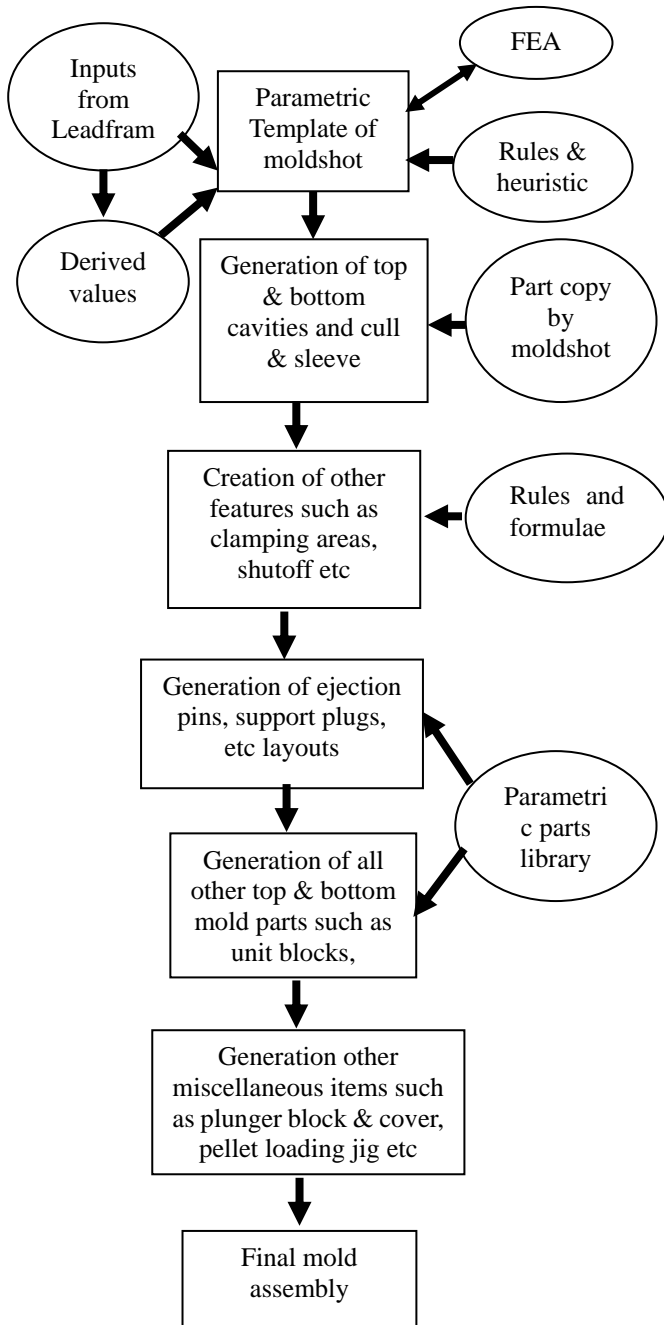 FEA
Inputs
from
Leadfram
Parametric
Template of
moldshot
Rules &
heuristic
Derived
values
Generation of top
& bottom
cavities and cull
& sleeve
Part copy
by
moldshot
Creation of other
features such as
clamping areas,
shutoff etc
Rules and
formulae
Generation of ejection
pins, support plugs,
etc layouts
Parametri
c parts
library
Generation of all
other top & bottom
mold parts such as
unit blocks,
Generation other
miscellaneous items such
as plunger block & cover,
pellet loading jig etc
Final mold
assembly